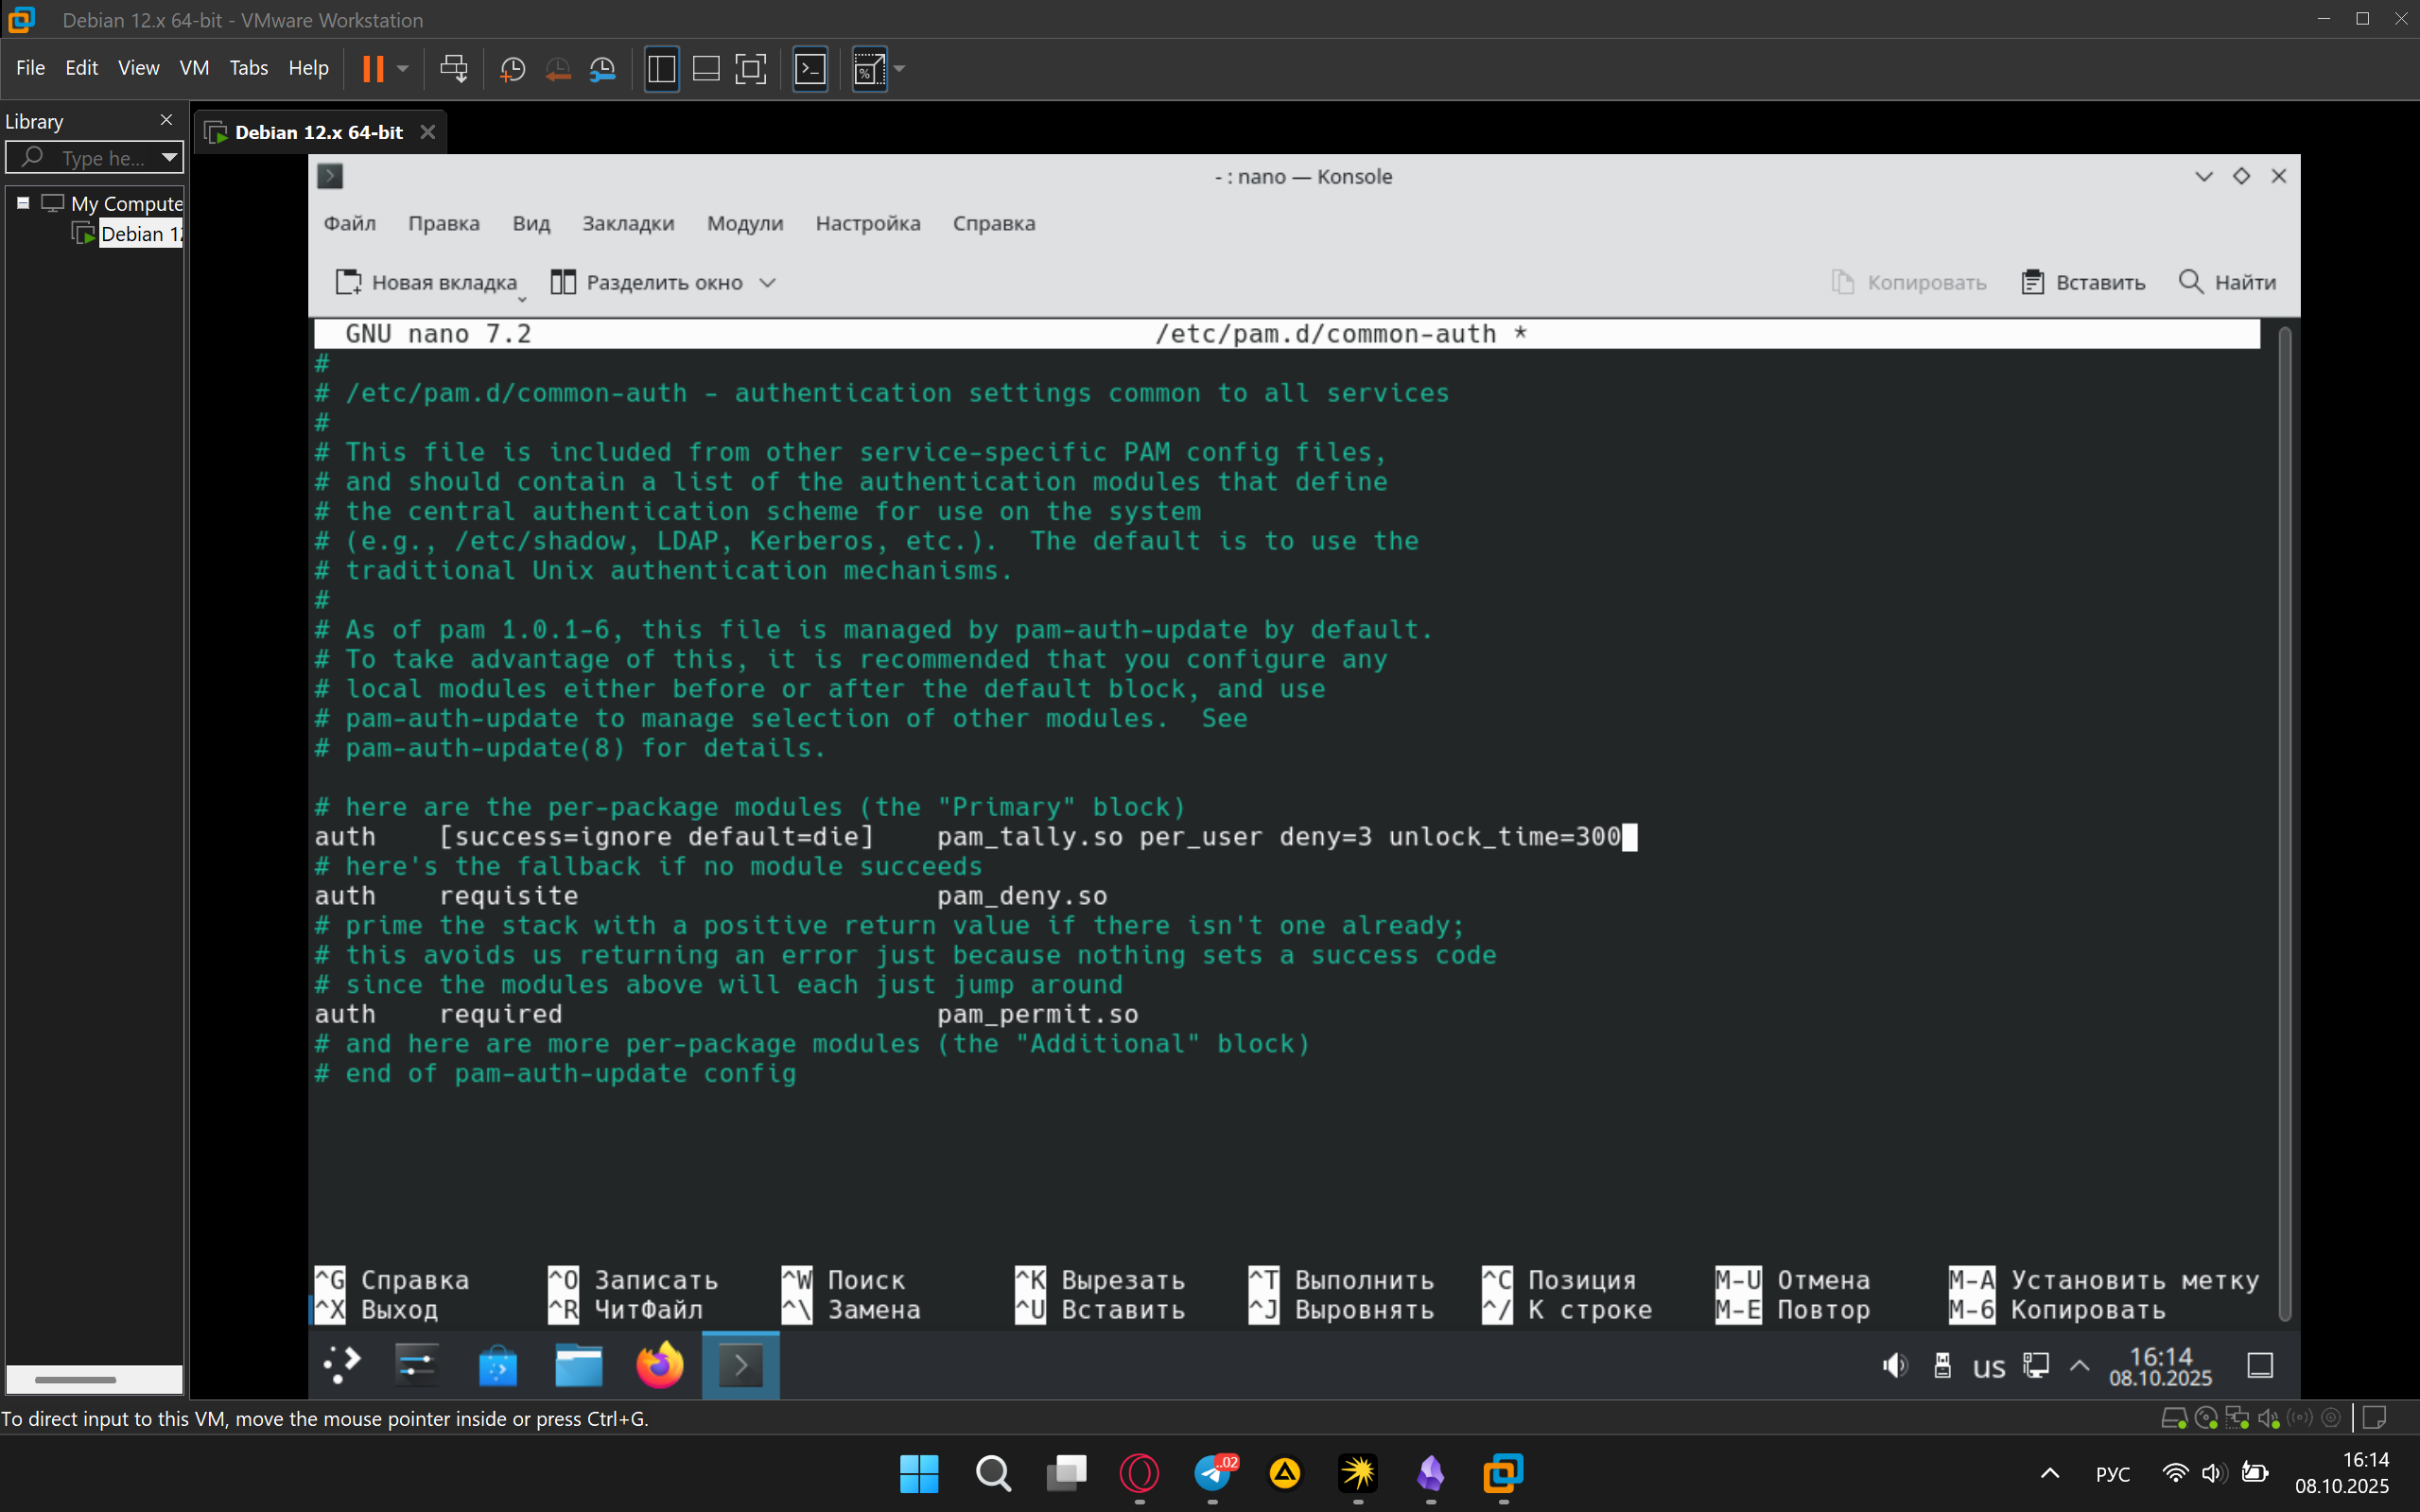 Debian 12.x 64-bit - VMware Workstation
File Edit View VM Tabs Help
Library
Debian 12.x 64-bit
Type he...
My Compute
Debian 12
- : nano — Konsole
Файл Правка Вид Закладки Модули Настройка Справка
Новая вкладка Разделить окно Копировать Вставить Найти
GNU nano 7.2 /etc/pam.d/common-auth *
#
# /etc/pam.d/common-auth - authentication settings common to all services
#
# This file is included from other service-specific PAM config files,
# and should contain a list of the authentication modules that define
# the central authentication scheme for use on the system
# (e.g., /etc/shadow, LDAP, Kerberos, etc.).  The default is to use the
# traditional Unix authentication mechanisms.
#
# As of pam 1.0.1-6, this file is managed by pam-auth-update by default.
# To take advantage of this, it is recommended that you configure any
# local modules either before or after the default block, and use
# pam-auth-update to manage selection of other modules.  See
# pam-auth-update(8) for details.
# here are the per-package modules (the "Primary" block)
auth    [success=ignore default=die]    pam_tally.so per_user deny=3 unlock_time=300
# here's the fallback if no module succeeds
auth    requisite                       pam_deny.so
# prime the stack with a positive return value if there isn't one already;
# this avoids us returning an error just because nothing sets a success code
# since the modules above will each just jump around
auth    required                        pam_permit.so
# and here are more per-package modules (the "Additional" block)
# end of pam-auth-update config
^G Справка ^O Записать ^W Поиск ^K Вырезать ^T Выполнить ^C Позиция M-U Отмена M-A Установить метку
^X Выход ^R ЧитФайл ^\ Замена ^U Вставить ^J Выровнять ^/ К строке M-E Повтор M-6 Копировать
us 16:14
08.10.2025
To direct input to this VM, move the mouse pointer inside or press Ctrl+G.
..02
РУС 16:14
08.10.2025